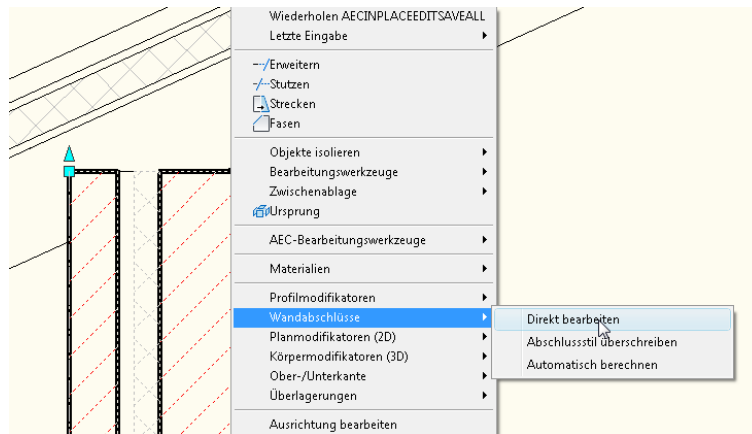 Wiederholen AECINPLACEEDITSAVEALL
Letzte Eingabe
Erweitern
Stutzen
Strecken
Fasen
Objekte isolieren
Bearbeitungswerkzeuge
Zwischenablage
Ursprung
AEC-Bearbeitungswerkzeuge
Materialien
Profilmodifikatoren
Wandabschlüsse
Planmodifikatoren (2D)
Körpermodifikatoren (3D)
Ober-/Unterkante
Überlagerungen
Ausrichtung bearbeiten
Direkt bearbeiten
Abschlussstil überschreiben
Automatisch berechnen